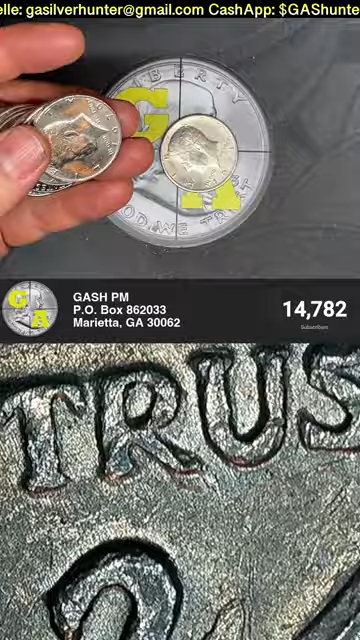 elle: gasilverhunter@gmail.com CashApp: $GAShunte
LIBERTY
G
A
GOD WE TRUST
GASH PM
P.O. Box 862033
Marietta, GA 30062
14,782
Subscribers
G
A
TRUS